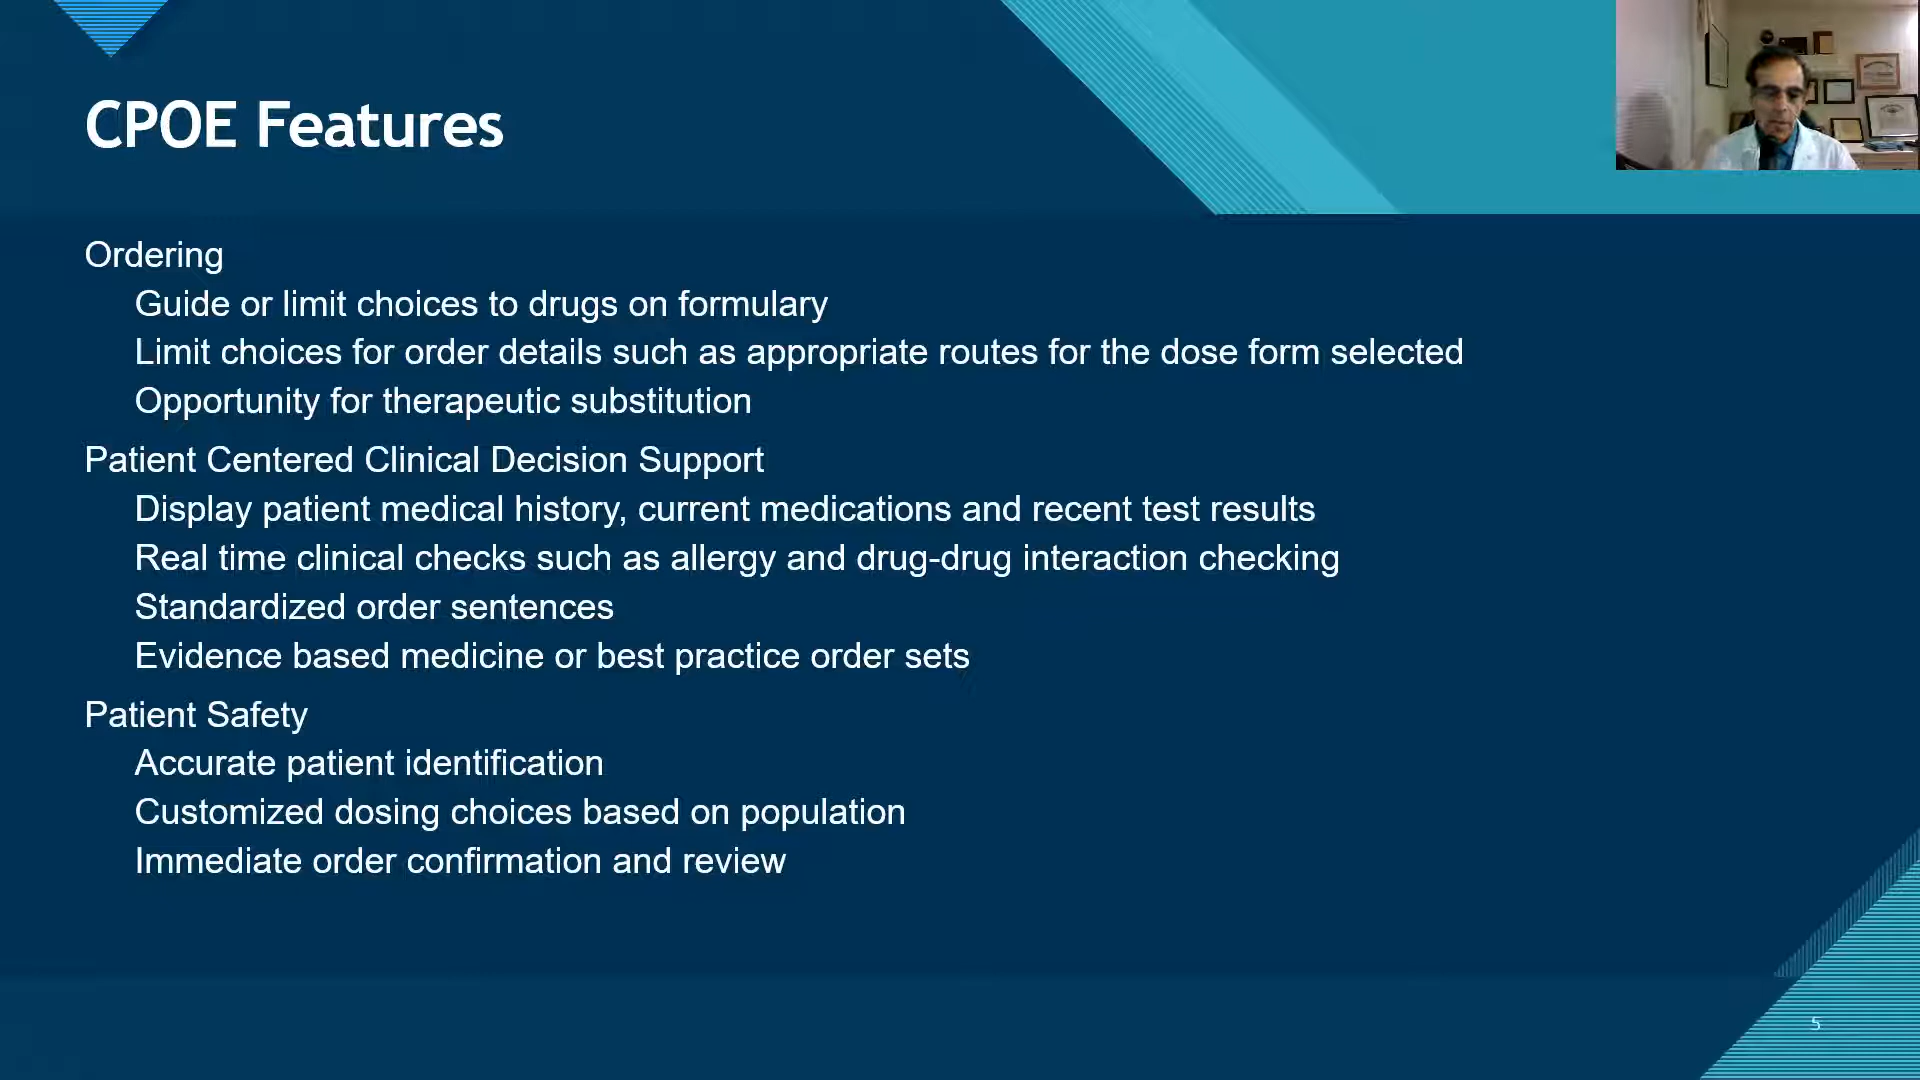 CPOE Features
Ordering
Guide or limit choices to drugs on formulary
Limit choices for order details such as appropriate routes for the dose form selected
Opportunity for therapeutic substitution
Patient Centered Clinical Decision Support
Display patient medical history, current medications and recent test results
Real time clinical checks such as allergy and drug-drug interaction checking
Standardized order sentences
Evidence based medicine or best practice order sets
Patient Safety
Accurate patient identification
Customized dosing choices based on population
Immediate order confirmation and review
5